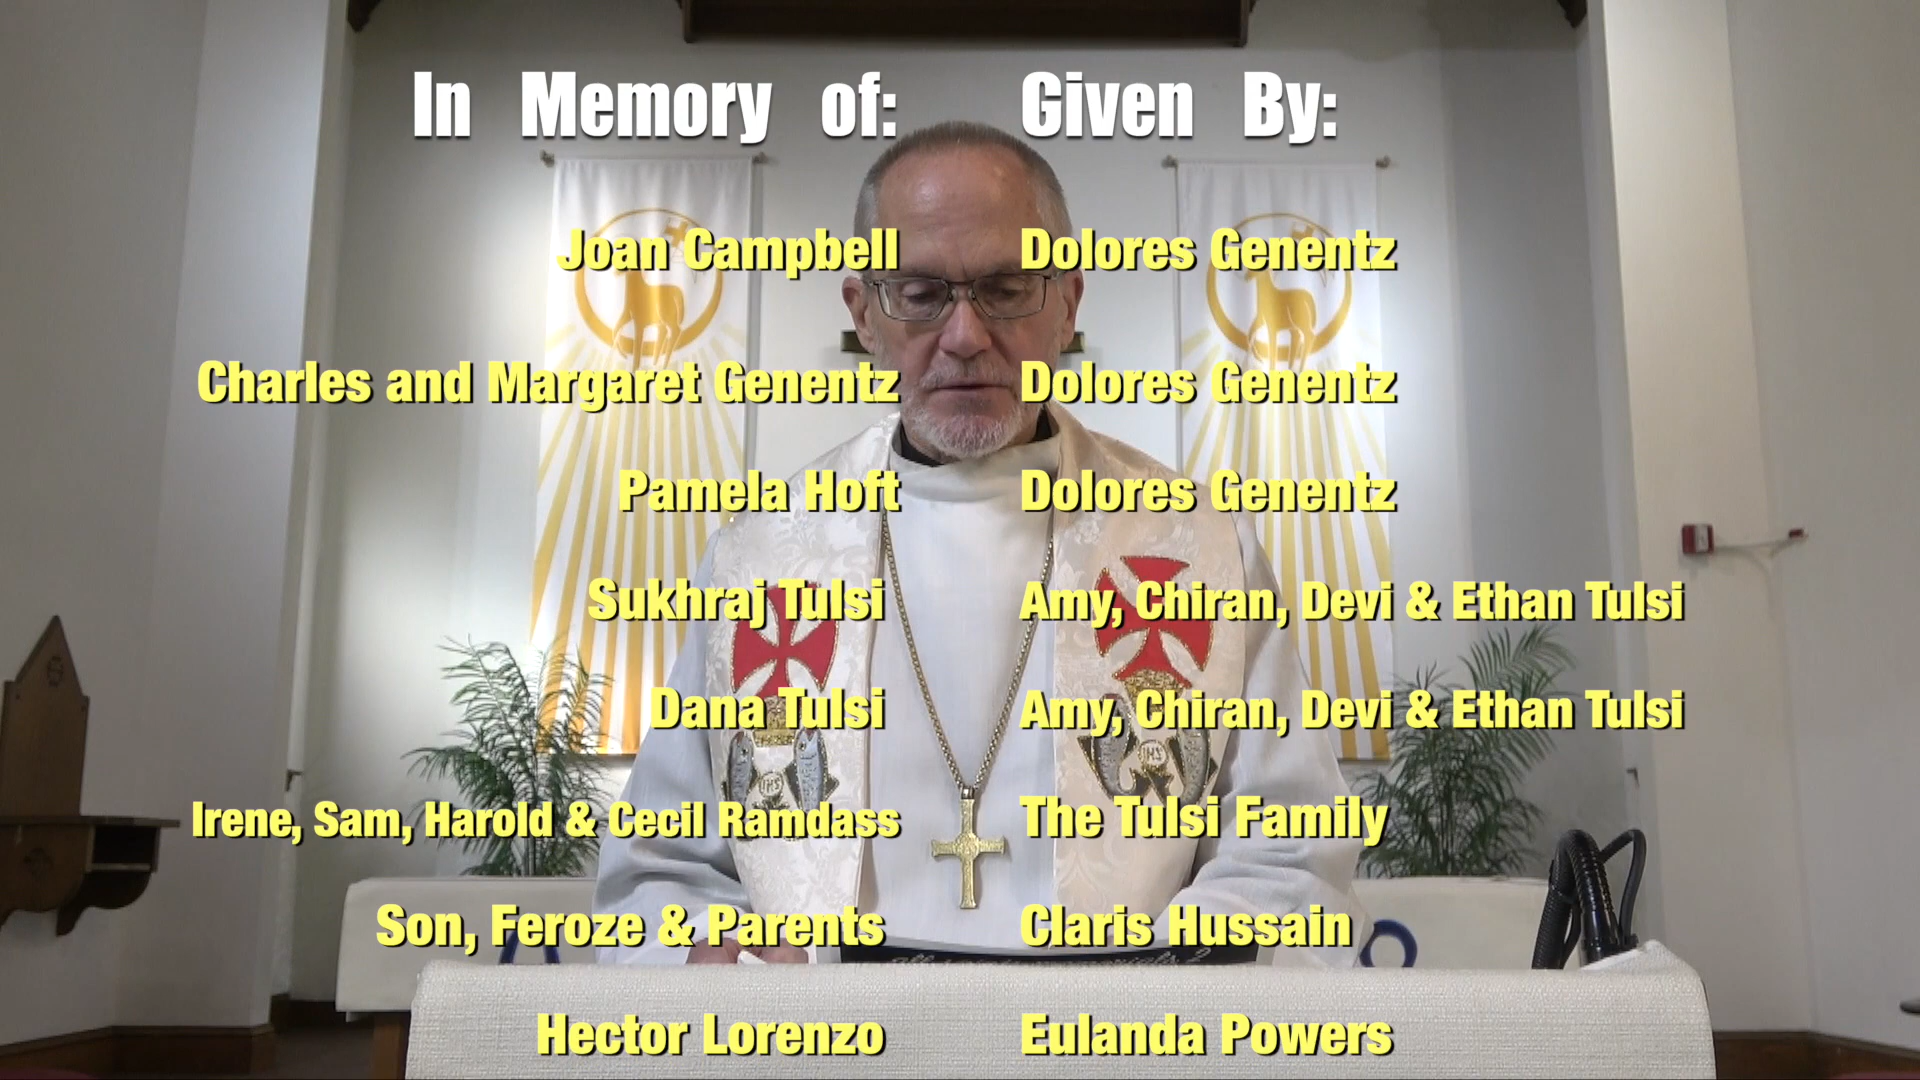 In Memory of: Given By:
Joan Campbell Dolores Genentz
Charles and Margaret Genentz Dolores Genentz
Pamela Hoft Dolores Genentz
Sukhraj Tulsi Amy, Chiran, Devi & Ethan Tulsi
Dana Tulsi Amy, Chiran, Devi & Ethan Tulsi
IHS IHS
Irene, Sam, Harold & Cecil Ramdass The Tulsi Family
Son, Feroze & Parents Claris Hussain
Hector Lorenzo Eulanda Powers